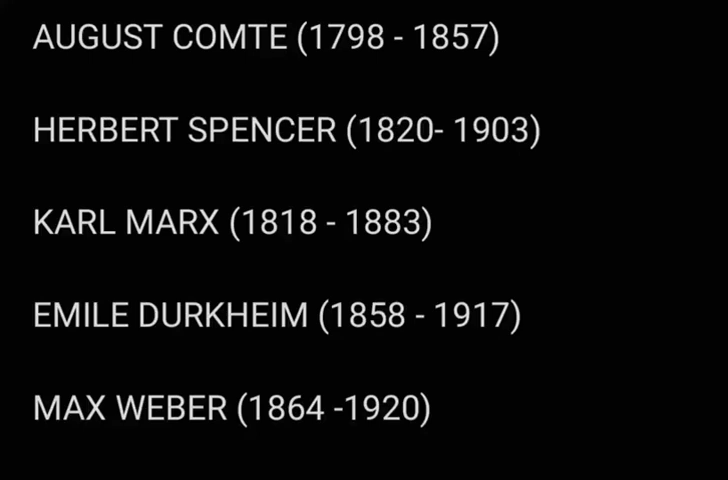 AUGUST COMTE (1798 - 1857)
HERBERT SPENCER (1820- 1903)
KARL MARX (1818 - 1883)
EMILE DURKHEIM (1858 - 1917)
MAX WEBER (1864 -1920)